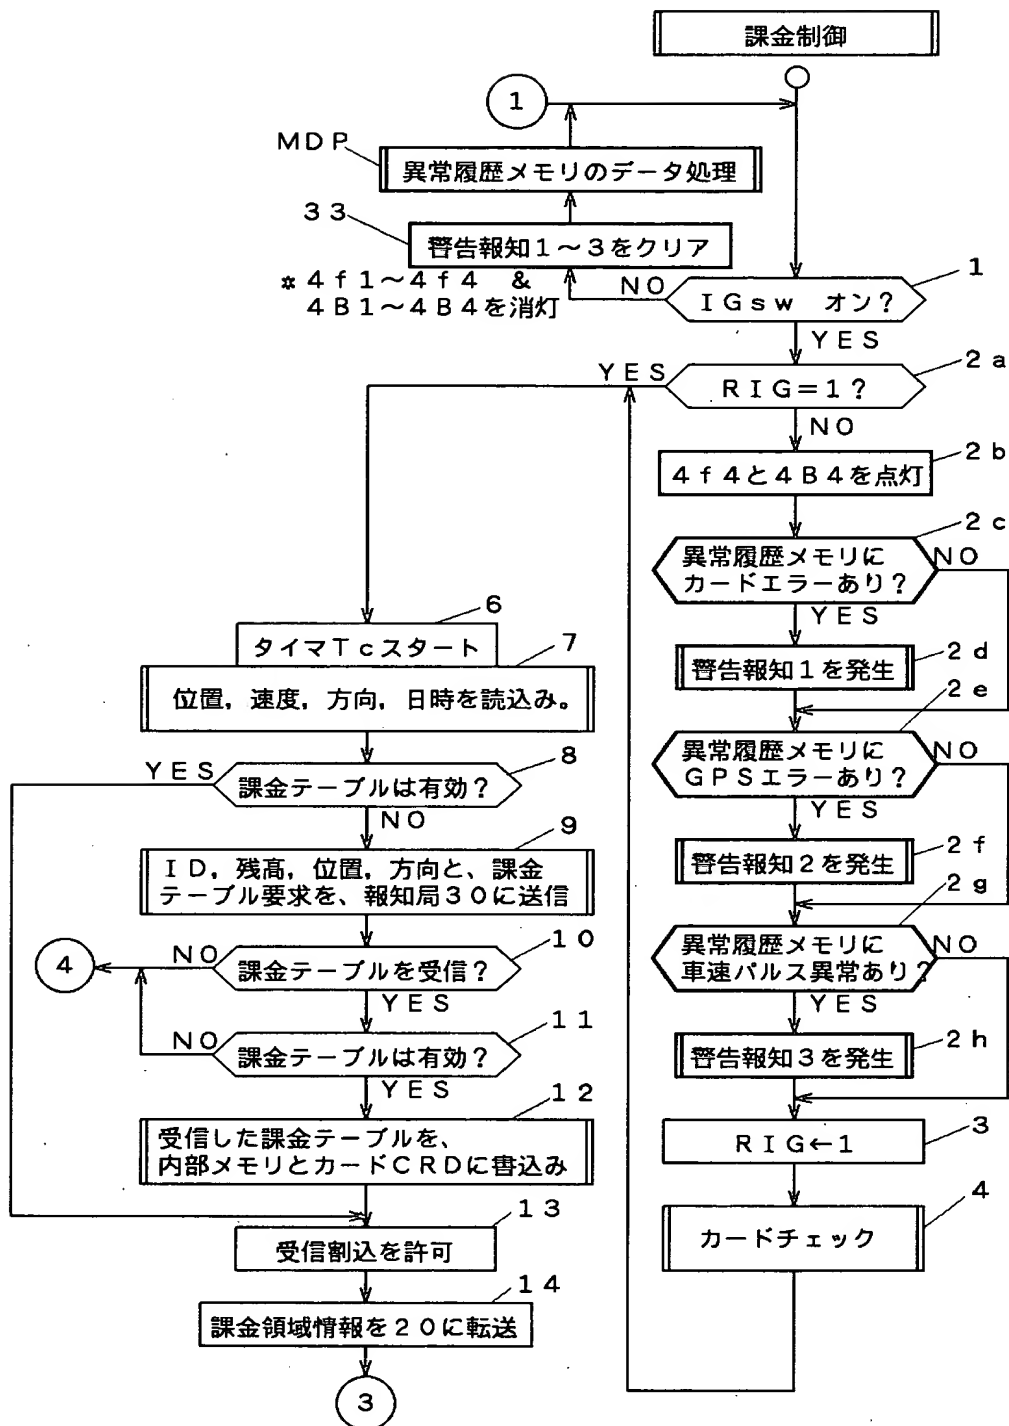 課金制御
1
MDP
異常履歴メモリのデータ処理
33
警告報知1～3をクリア
* 4f1～4f4 &
4B1～4B4を消灯
NO
1
IGsw オン?
YES
2a
YES
RIG=1?
NO
2b
4f4と4B4を点灯
2c
異常履歴メモリに
カードエラーあり?
NO
YES
2d
警告報知1を発生
2e
異常履歴メモリに
GPSエラーあり?
NO
YES
2f
警告報知2を発生
2g
異常履歴メモリに
車速パルス異常あり?
NO
YES
2h
警告報知3を発生
3
RIG←1
4
カードチェック
6
タイマTcスタート
7
位置，速度，方向，日時を読込み。
8
YES
課金テーブルは有効?
NO
9
ID，残高，位置，方向と、課金
テーブル要求を、報知局30に送信
10
4
NO
課金テーブルを受信?
YES
11
NO
課金テーブルは有効?
YES
12
受信した課金テーブルを、
内部メモリとカードCRDに書込み
13
受信割込を許可
14
課金領域情報を20に転送
3